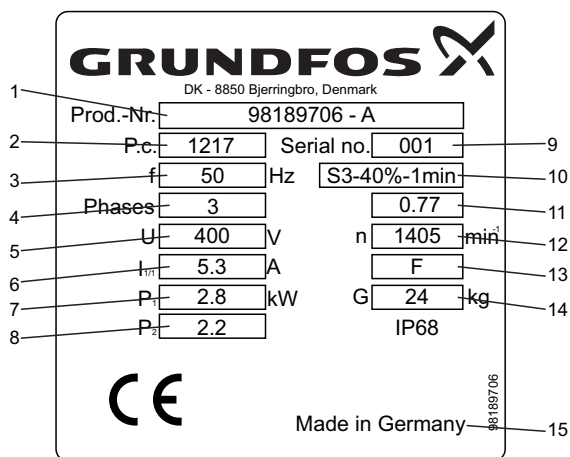 GRUNDFOS
DK - 8850 Bjerringbro, Denmark
1 Prod.-Nr. 98189706 - A
2 P.c. 1217 Serial no. 001 9
3 f 50 Hz S3-40%-1min 10
4 Phases 3 0.77 11
5 U 400 V n 1405 min-1 12
6 I1/1 5.3 A F 13
7 P1 2.8 kW G 24 kg 14
8 P2 2.2 IP68
CE
Made in Germany 15
98189706